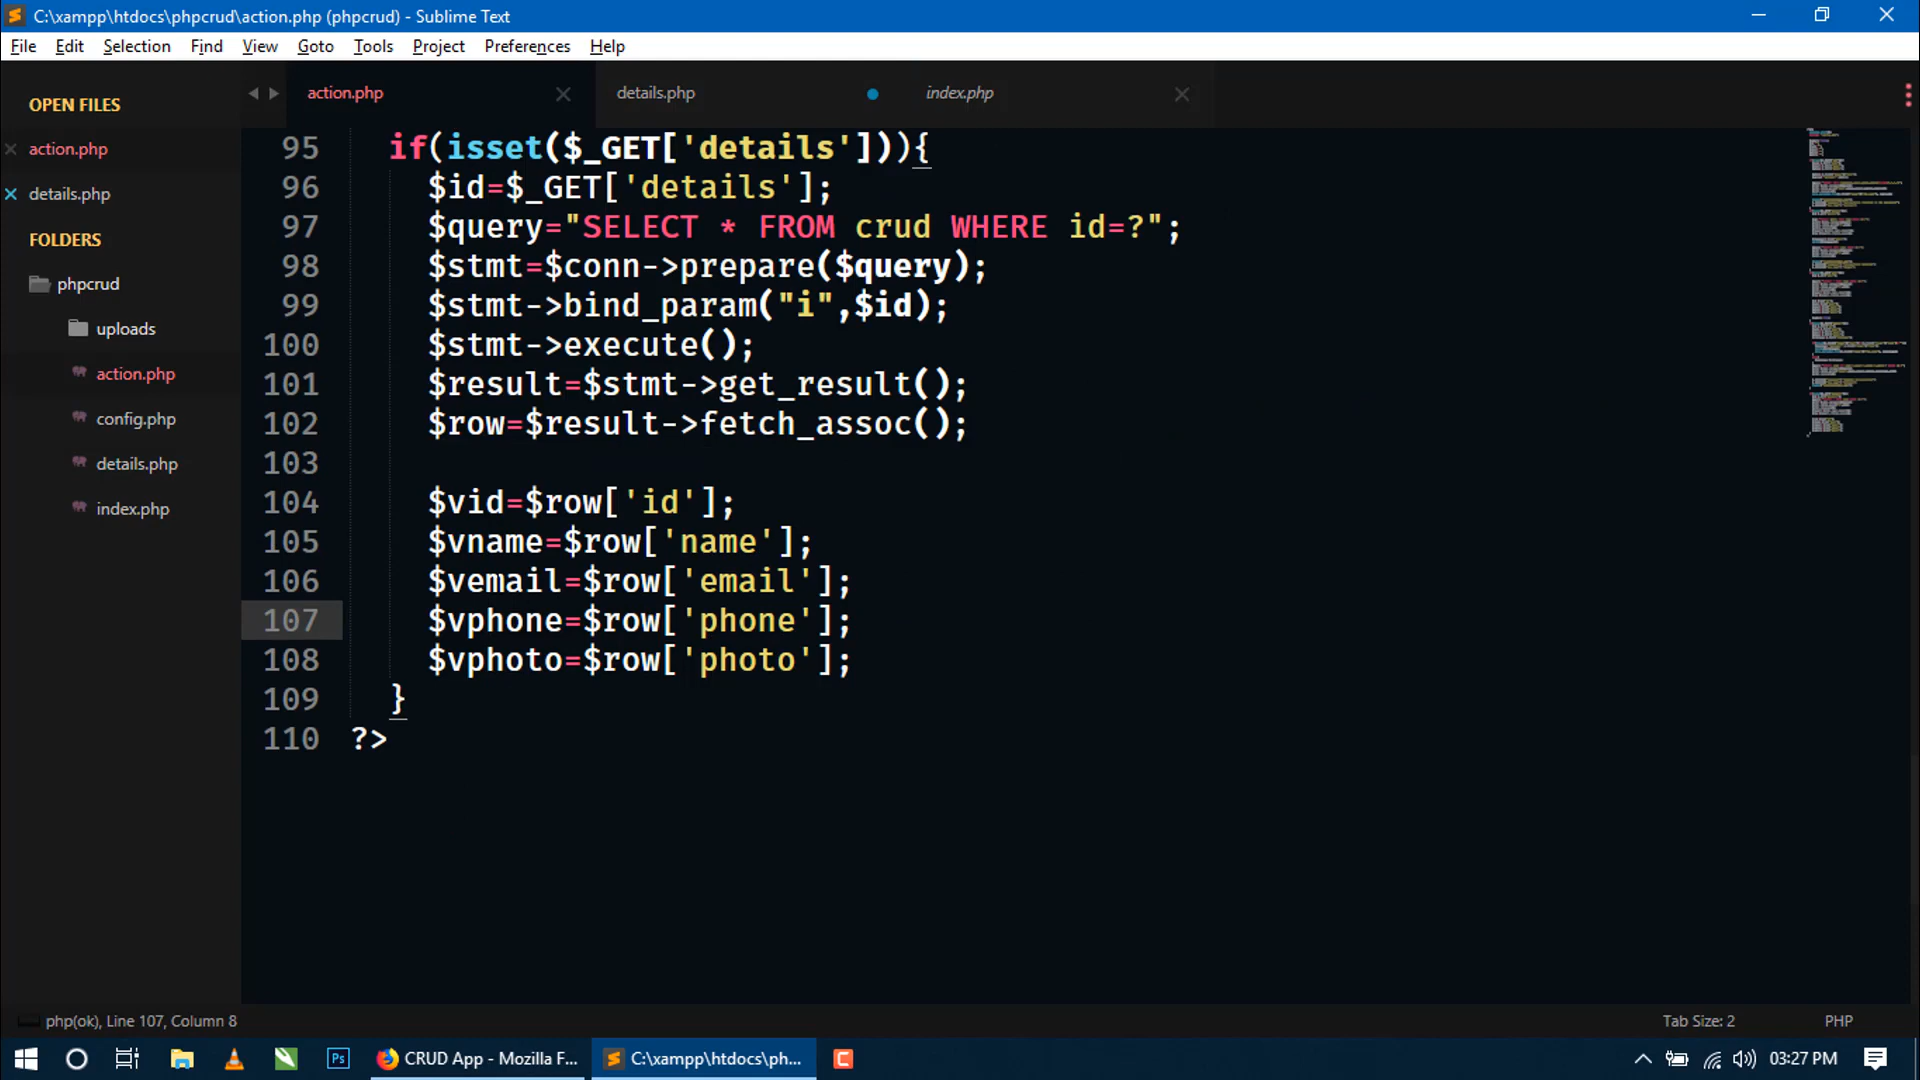 C:\xampp\htdocs\phpcrud\action.php (phpcrud) - Sublime Text
File Edit Selection Find View Goto Tools Project Preferences Help
OPEN FILES
action.php
details.php
FOLDERS
phpcrud
uploads
action.php
config.php
details.php
index.php
action.php details.php index.php
95 if(isset($_GET['details'])){
96 $id=$_GET['details'];
97 $query="SELECT * FROM crud WHERE id=?";
98 $stmt=$conn->prepare($query);
99 $stmt->bind_param("i",$id);
100 $stmt->execute();
101 $result=$stmt->get_result();
102 $row=$result->fetch_assoc();
103
104 $vid=$row['id'];
105 $vname=$row['name'];
106 $vemail=$row['email'];
107 $vphone=$row['phone'];
108 $vphoto=$row['photo'];
109 }
110 ?>
php(ok), Line 107, Column 8 Tab Size: 2 PHP
Ps CRUD App - Mozilla F... C:\xampp\htdocs\ph... C 03:27 PM